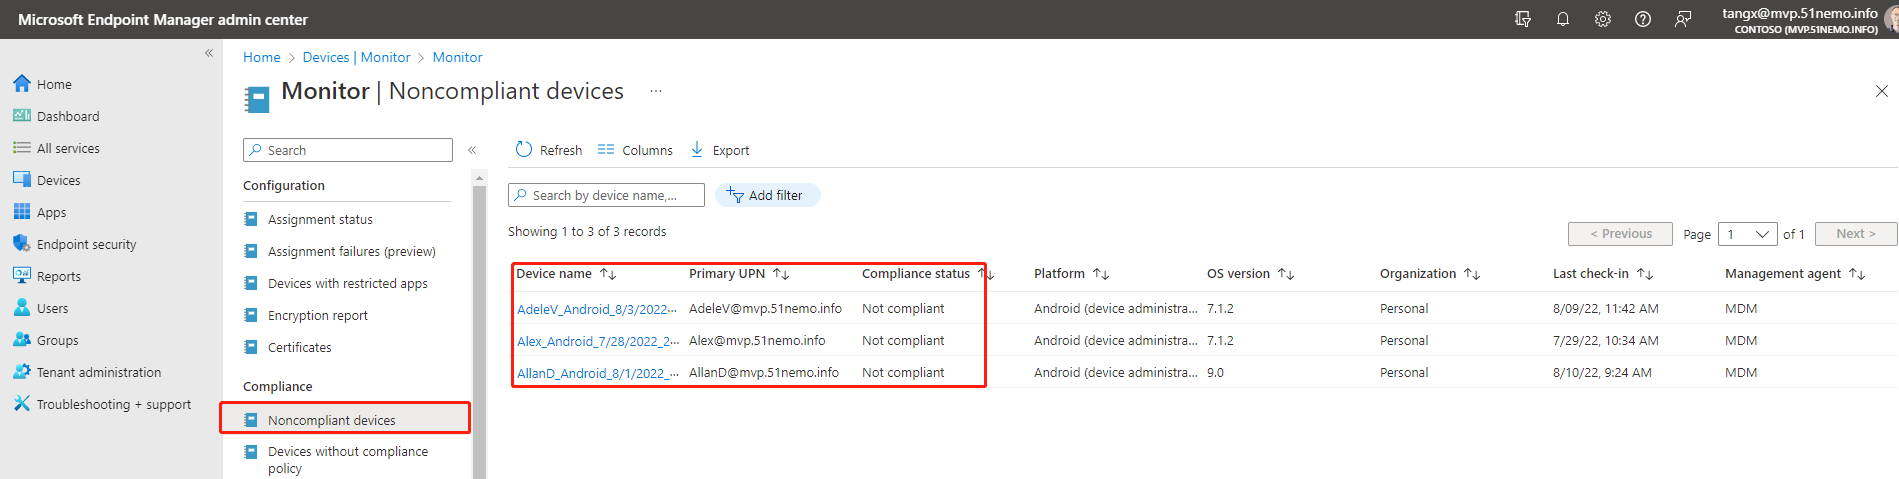 Microsoft Endpoint Manager admin center
tangx@mvp.51nemo.info
CONTOSO (MVP.51NEMO.INFO)
Home
Dashboard
All services
Devices
Apps
Endpoint security
Reports
Users
Groups
Tenant administration
Troubleshooting + support
Home > Devices | Monitor > Monitor
Monitor | Noncompliant devices ...
Search
Configuration
Assignment status
Assignment failures (preview)
Devices with restricted apps
Encryption report
Certificates
Compliance
Noncompliant devices
Devices without compliance
policy
Refresh Columns Export
Search by device name,... Add filter
Showing 1 to 3 of 3 records
< Previous Page 1 of 1 Next >
Device name Primary UPN Compliance status Platform OS version Organization Last check-in Management agent
AdeleV_Android_8/3/2022... AdeleV@mvp.51nemo.info Not compliant Android (device administra... 7.1.2 Personal 8/09/22, 11:42 AM MDM
Alex_Android_7/28/2022_2... Alex@mvp.51nemo.info Not compliant Android (device administra... 7.1.2 Personal 7/29/22, 10:34 AM MDM
AllanD_Android_8/1/2022_... AllanD@mvp.51nemo.info Not compliant Android (device administra... 9.0 Personal 8/10/22, 9:24 AM MDM